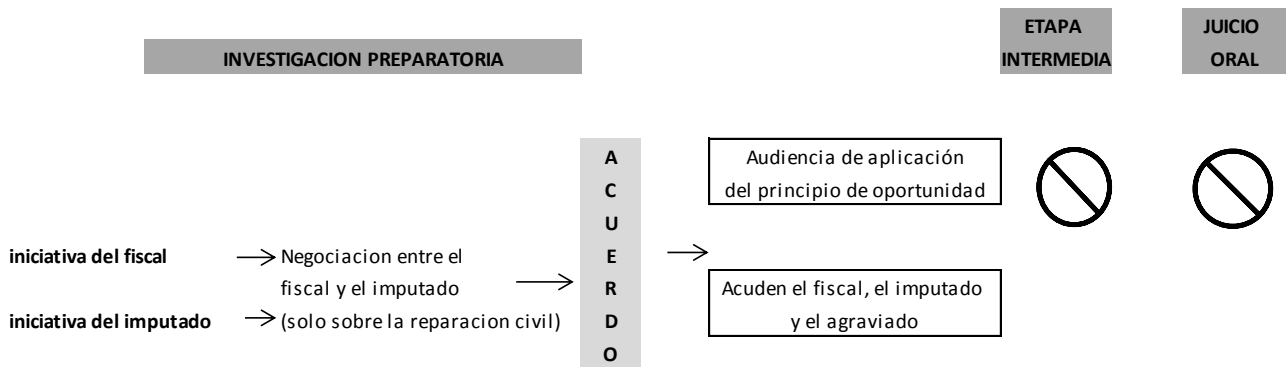 INVESTIGACION PREPARATORIA
ETAPA
INTERMEDIA
JUICIO
ORAL
iniciativa del fiscal
iniciativa del imputado
Negociacion entre el
fiscal y el imputado
(solo sobre la reparacion civil)
A
C
U
E
R
D
O
Audiencia de aplicación
del principio de oportunidad
Acuden el fiscal, el imputado
y el agraviado